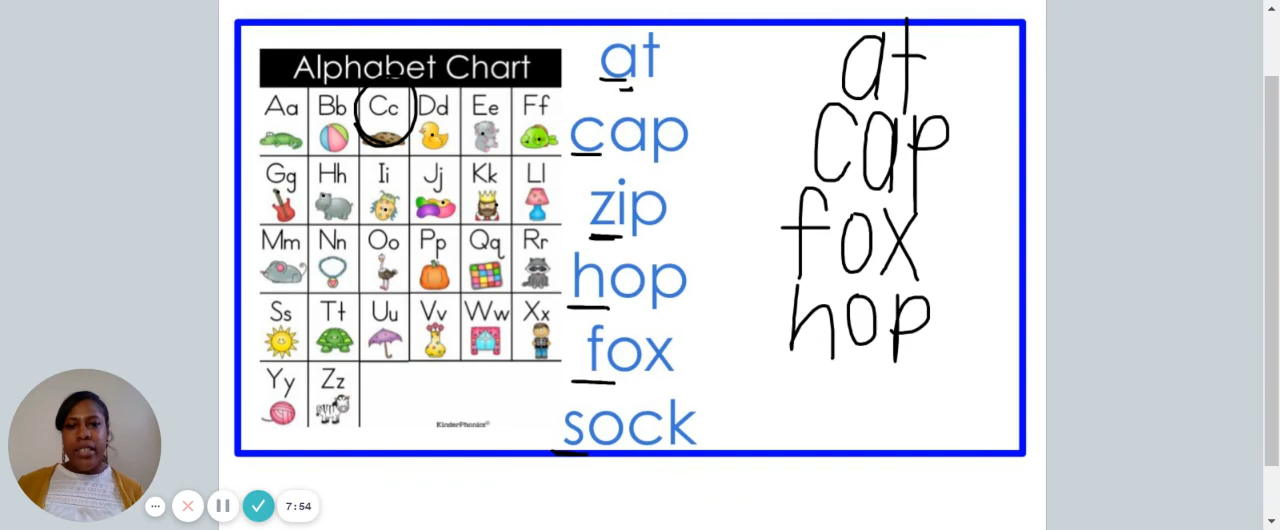 Alphabet Chart
Aa Bb Cc Dd Ee Ff
Gg Hh Ii Jj Kk Ll
Mm Nn Oo Pp Qq Rr
Ss Tt Uu Vv Ww Xx
Yy Zz
KinderPhonics®
at
cap
zip
hop
fox
sock
at
cap
fox
hop
7:54